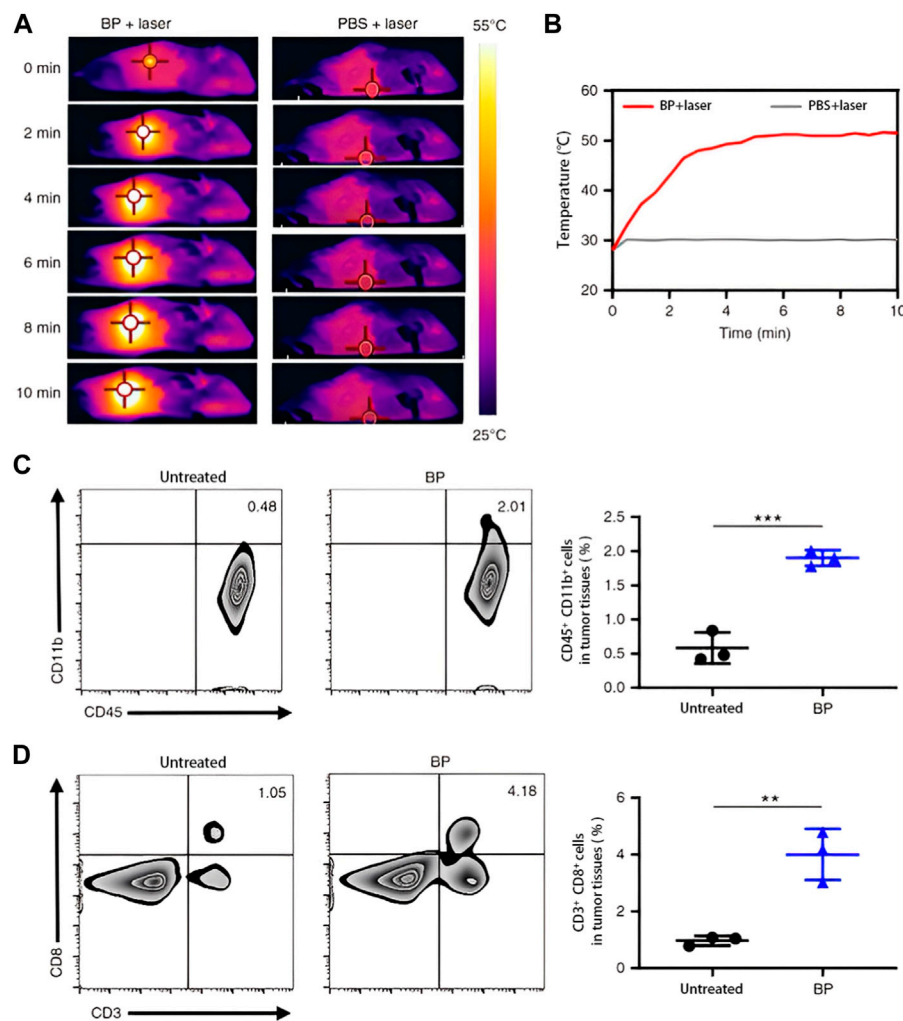 A
BP + laser
PBS + laser
55°C
0 min
2 min
4 min
6 min
8 min
10 min
25°C
B
60
50
40
30
20
BP+laser
PBS+laser
Temperature (°C)
0 2 4 6 8 10
Time (min)
C
Untreated
0.48
BP
2.01
CD11b
CD45
CD45⁺ CD11b⁺ cells
in tumor tissues ( % )
2.5
2.0
1.5
1.0
0.5
0.0
***
Untreated BP
D
Untreated
1.05
BP
4.18
CD8
CD3
CD3⁺ CD8⁺ cells
in tumor tissues ( % )
6
4
2
0
**
Untreated BP